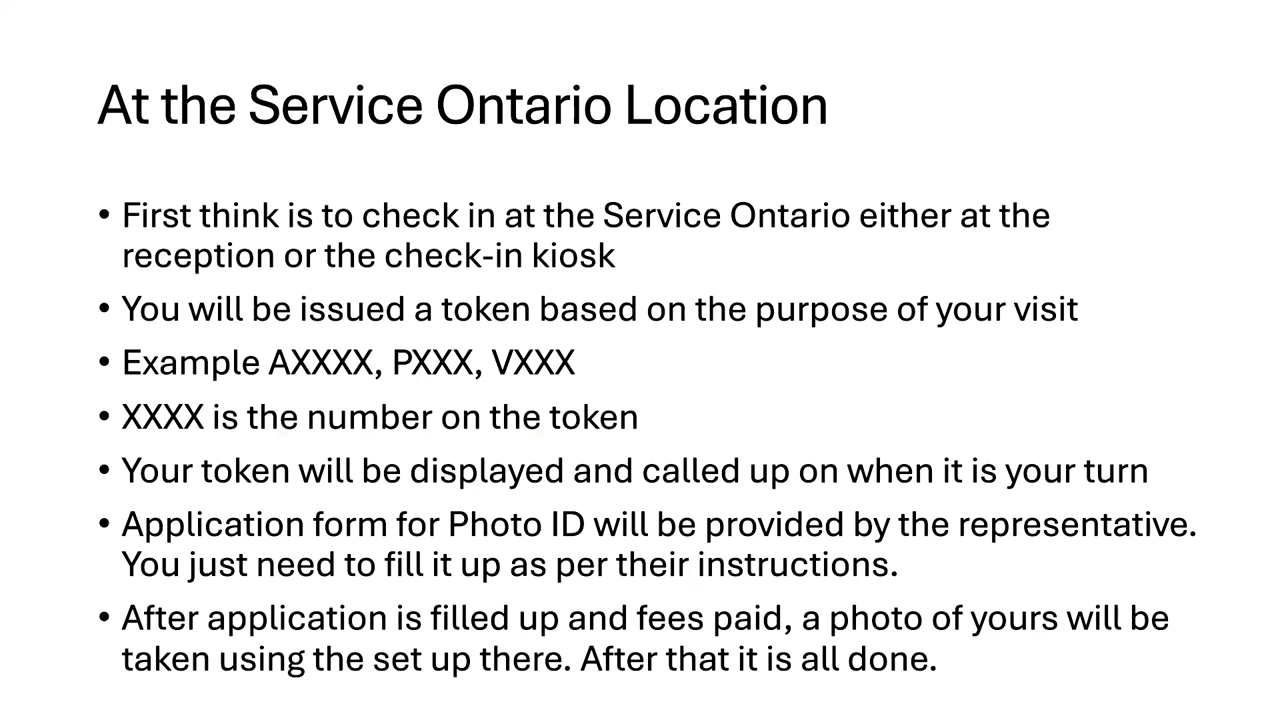 At the Service Ontario Location
• First think is to check in at the Service Ontario either at the
reception or the check-in kiosk
• You will be issued a token based on the purpose of your visit
• Example AXXXX, PXXX, VXXX
• XXXX is the number on the token
• Your token will be displayed and called up on when it is your turn
• Application form for Photo ID will be provided by the representative.
You just need to fill it up as per their instructions.
• After application is filled up and fees paid, a photo of yours will be
taken using the set up there. After that it is all done.